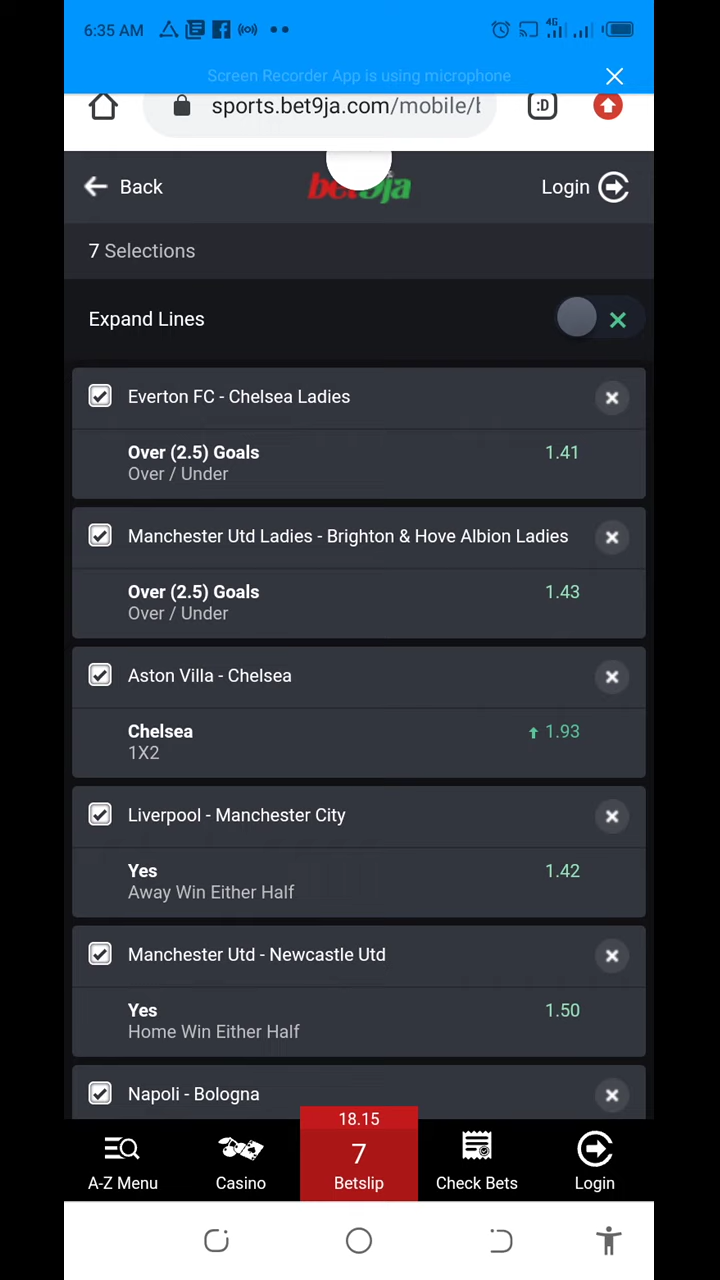 6:35 AM
4G
Screen Recorder App is using microphone
sports.bet9ja.com/mobile/b
:D
Back
bet9ja
Login
7 Selections
Expand Lines
Everton FC - Chelsea Ladies
Over (2.5) Goals
1.41
Over / Under
Manchester Utd Ladies - Brighton & Hove Albion Ladies
Over (2.5) Goals
1.43
Over / Under
Aston Villa - Chelsea
Chelsea
1.93
1X2
Liverpool - Manchester City
Yes
1.42
Away Win Either Half
Manchester Utd - Newcastle Utd
Yes
1.50
Home Win Either Half
Napoli - Bologna
18.15
7
A-Z Menu
Casino
Betslip
Check Bets
Login